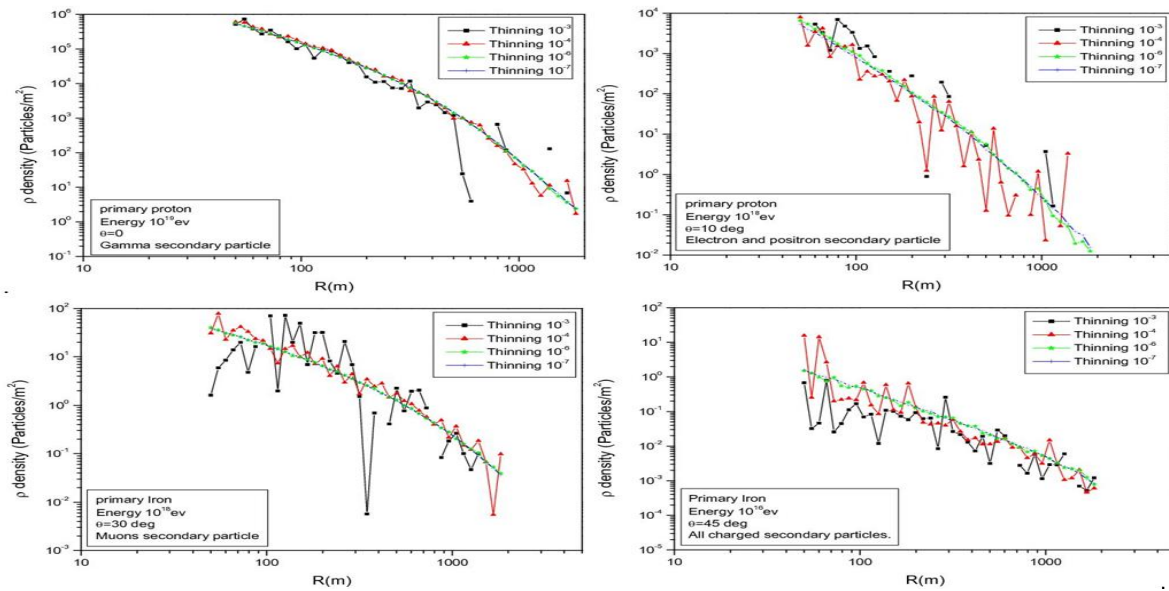 10⁶
10⁵
10⁴
10³
10²
10¹
10⁰
10⁻¹
ρ density (Particles/m²)
Thinning 10⁻³
Thinning 10⁻⁴
Thinning 10⁻⁶
Thinning 10⁻⁷
primary proton
Energy 10¹⁹ev
θ=0
Gamma secondary particle
10 100 1000
R(m)
10⁴
10³
10²
10¹
10⁰
10⁻¹
10⁻²
ρ density (Particles/m²)
Thinning 10⁻³
Thinning 10⁻⁴
Thinning 10⁻⁶
Thinning 10⁻⁷
primary proton
Energy 10¹⁸ev
θ=10 deg
Electron and positron secondary particle
10 100 1000
R(m)
10²
10¹
10⁰
10⁻¹
10⁻²
10⁻³
ρ density (Particles/m²)
Thinning 10⁻³
Thinning 10⁻⁴
Thinning 10⁻⁶
Thinning 10⁻⁷
primary Iron
Energy 10¹⁸ev
θ=30 deg
Muons secondary particle
10 100 1000
R(m)
10²
10¹
10⁰
10⁻¹
10⁻²
10⁻³
10⁻⁴
10⁻⁵
ρ density (Particles/m²)
Thinning 10⁻³
Thinning 10⁻⁴
Thinning 10⁻⁶
Thinning 10⁻⁷
Primary Iron
Energy 10¹⁶ev
θ=45 deg
All charged secondary particles.
10 100 1000
R(m)